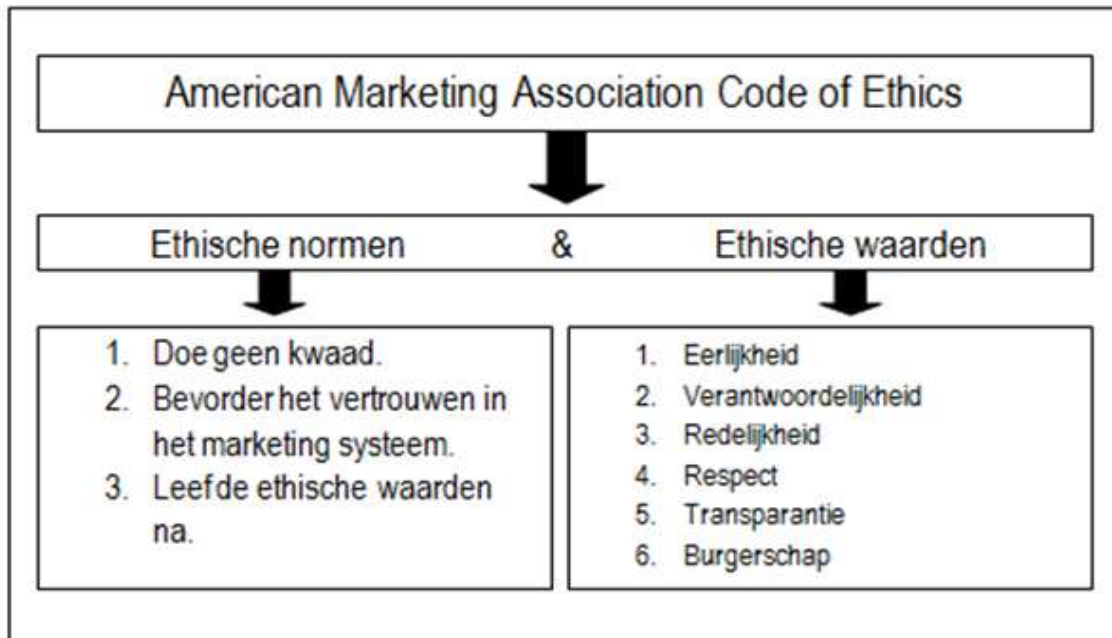 American Marketing Association Code of Ethics
Ethische normen & Ethische waarden
1. Doe geen kwaad.
2. Bevorder het vertrouwen in
het marketing systeem.
3. Leef de ethische waarden
na.
1. Eerlijkheid
2. Verantwoordelijkheid
3. Redelijkheid
4. Respect
5. Transparantie
6. Burgerschap